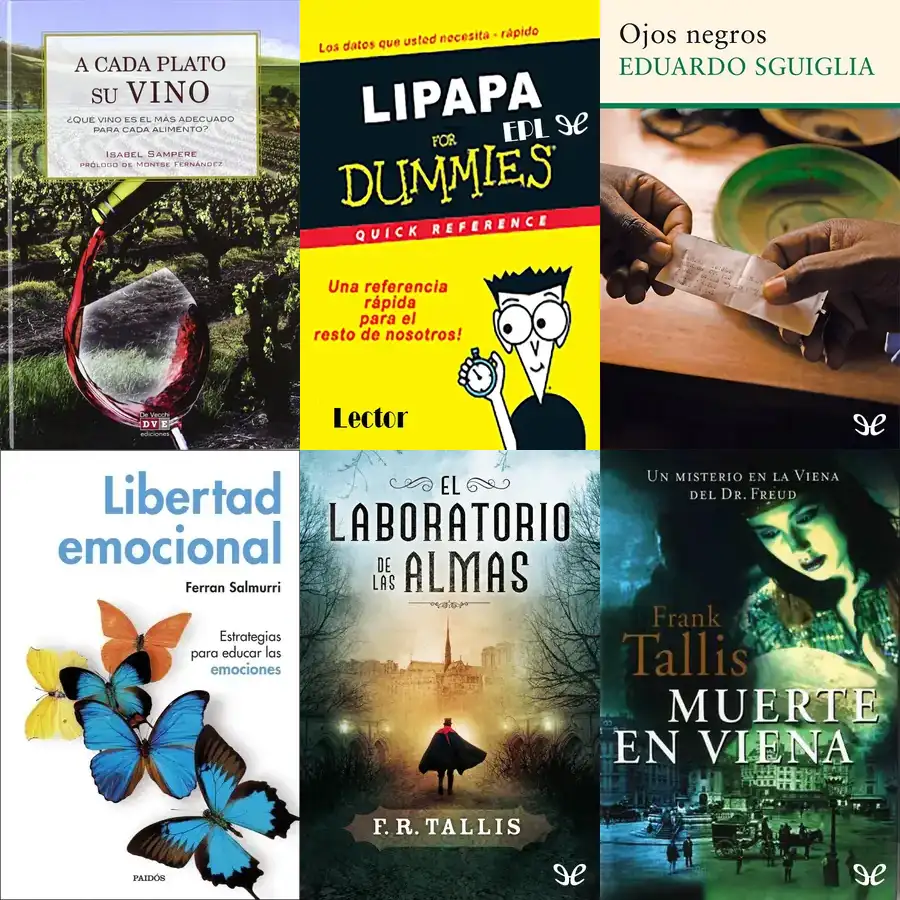 A CADA PLATO
SU VINO
¿QUÉ VINO ES EL MÁS ADECUADO
PARA CADA ALIMENTO?
ISABEL SAMPERE
PRÓLOGO DE MONTSE FERNÁNDEZ
De Vecchi
DVE
ediciones
Los datos que usted necesita - rápido
LIPAPA
EPL
FOR
DUMMIES
QUICK REFERENCE
Una referencia
rápida
para el
resto de nosotros!
Lector
Ojos negros
EDUARDO SGUIGLIA
Libertad
emocional
Ferran Salmurri
Estrategias
para educar las
emociones
PAIDÓS
EL
LABORATORIO
DE LAS ALMAS
F. R. TALLIS
UN MISTERIO EN LA VIENA
DEL DR. FREUD
Frank
Tallis
MUERTE
EN VIENA